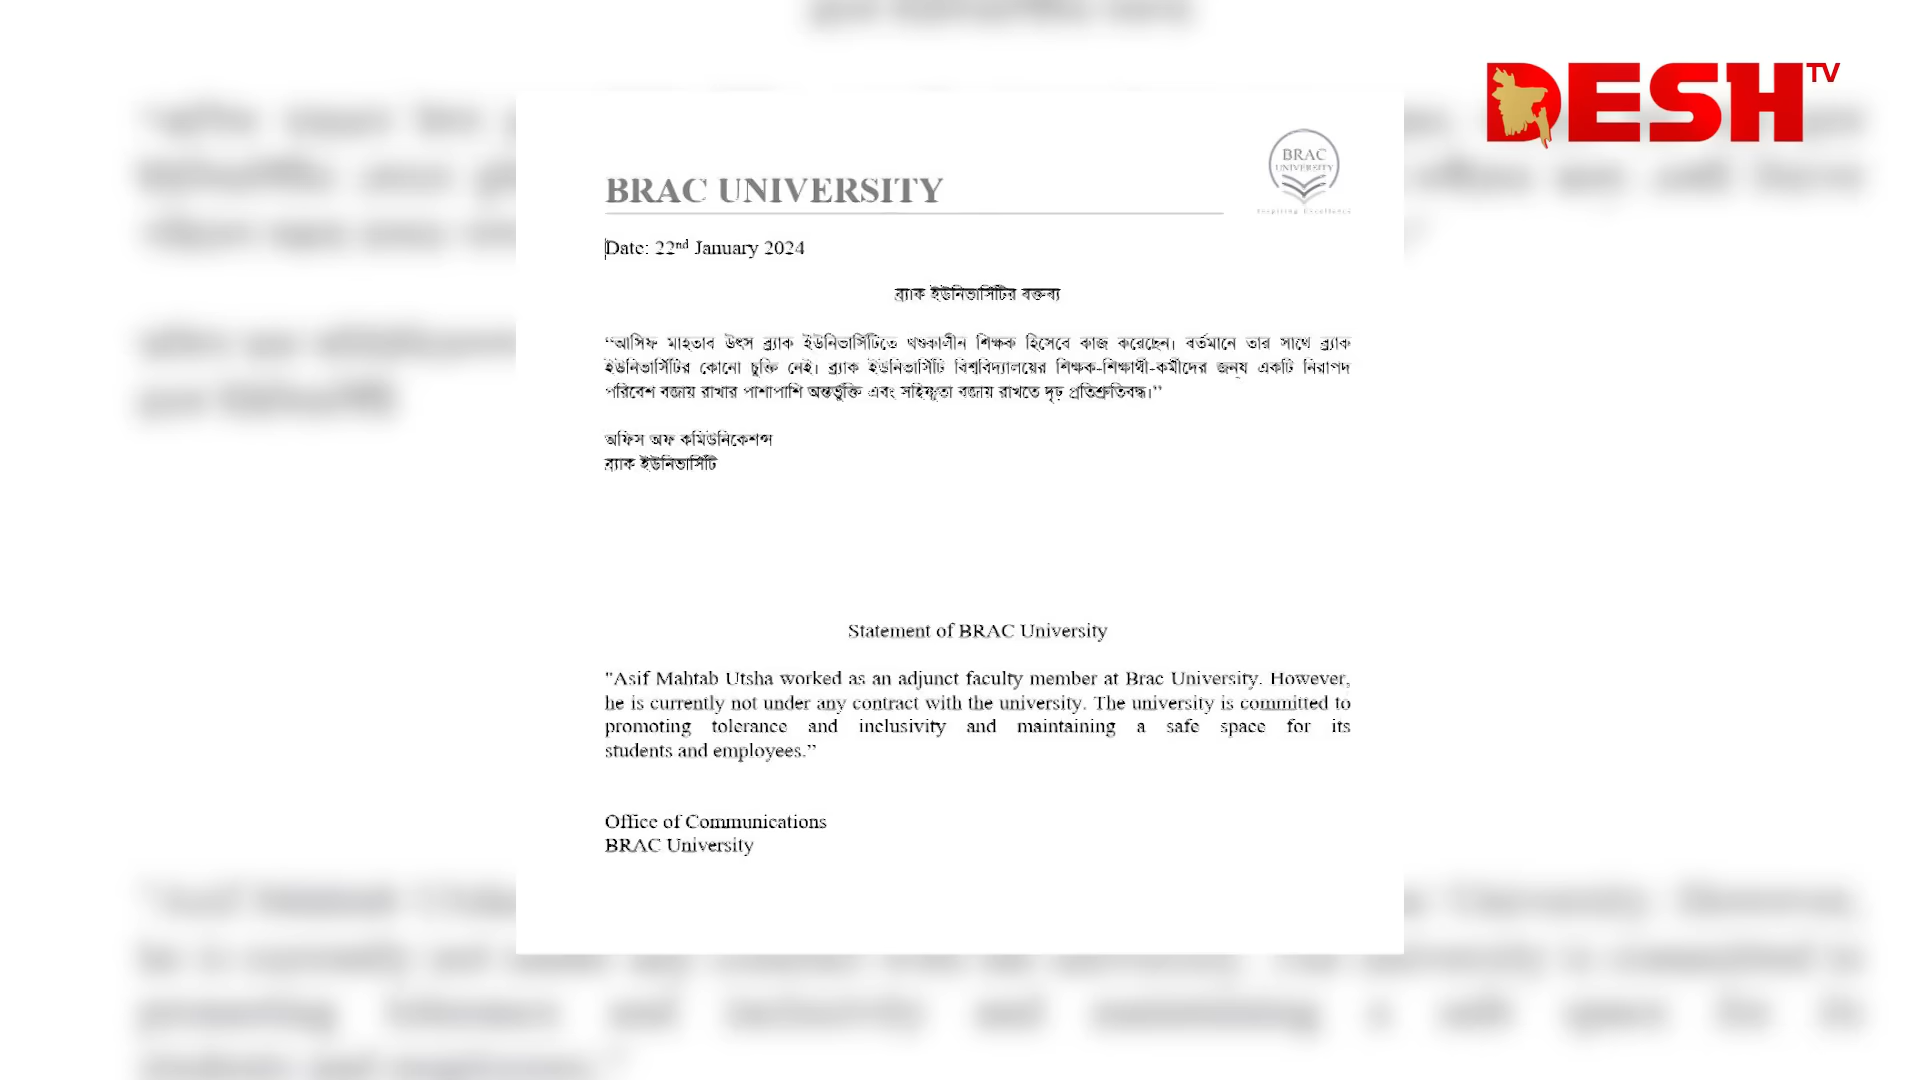 DESH TV
BRAC
UNIVERSITY
Inspiring Excellence
BRAC UNIVERSITY
Date: 22nd January 2024
ব্র্যাক ইউনিভার্সিটির বক্তব্য
“আসিফ মাহতাব উৎস ব্র্যাক ইউনিভার্সিটিতে খণ্ডকালীন শিক্ষক হিসেবে কাজ করেছেন। বর্তমানে তার সাথে ব্র্যাক
ইউনিভার্সিটির কোনো চুক্তি নেই। ব্র্যাক ইউনিভার্সিটি বিশ্ববিদ্যালয়ের শিক্ষক-শিক্ষার্থী-কর্মীদের জন্য একটি নিরাপদ
পরিবেশ বজায় রাখার পাশাপাশি অন্তর্ভুক্তি এবং সহিষ্ণুতা বজায় রাখতে দৃঢ় প্রতিশ্রুতিবদ্ধ।”
অফিস অফ কমিউনিকেশন্স
ব্র্যাক ইউনিভার্সিটি
Statement of BRAC University
"Asif Mahtab Utsha worked as an adjunct faculty member at Brac University. However,
he is currently not under any contract with the university. The university is committed to
promoting tolerance and inclusivity and maintaining a safe space for its
students and employees.”
Office of Communications
BRAC University